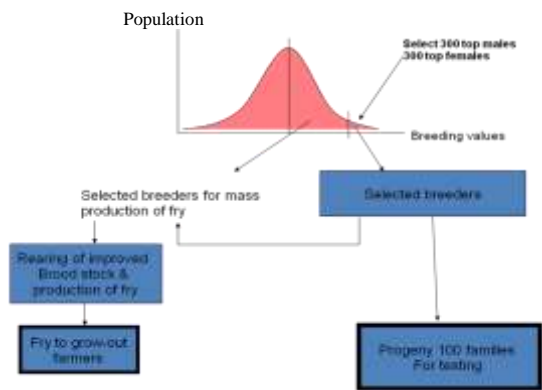 Population
Select 300 top males
300 top females
Breeding values
Selected breeders for mass
production of fry
Selected breeders
Rearing of improved
Brood stock &
production of fry
Fry to grow-out
farmers
Progeny 100 families
For testing